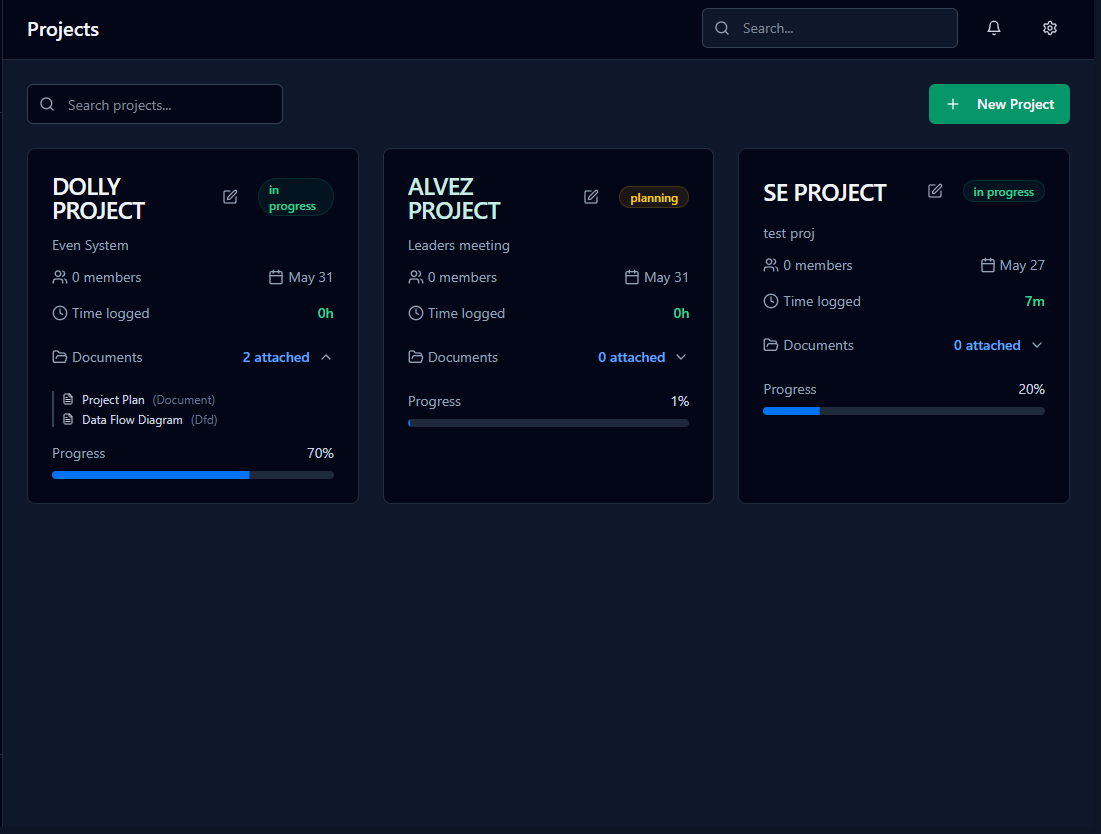 Projects
Search...
Search projects...
New Project
DOLLY
PROJECT
in
progress
Even System
0 members
May 31
Time logged
0h
Documents
2 attached
Project Plan (Document)
Data Flow Diagram (Dfd)
Progress
70%
ALVEZ
PROJECT
planning
Leaders meeting
0 members
May 31
Time logged
0h
Documents
0 attached
Progress
1%
SE PROJECT
in progress
test proj
0 members
May 27
Time logged
7m
Documents
0 attached
Progress
20%